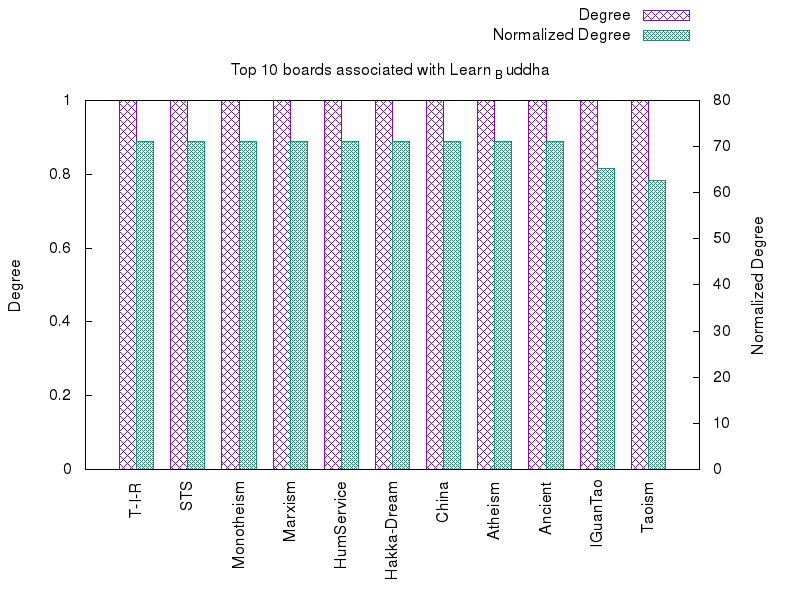 Degree
Normalized Degree
Top 10 boards associated with Learn B uddha
1
0.8
0.6
0.4
0.2
0
Degree
80
70
60
50
40
30
20
10
0
Normalized Degree
T-I-R
STS
Monotheism
Marxism
HumService
Hakka-Dream
China
Atheism
Ancient
IGuanTao
Taoism